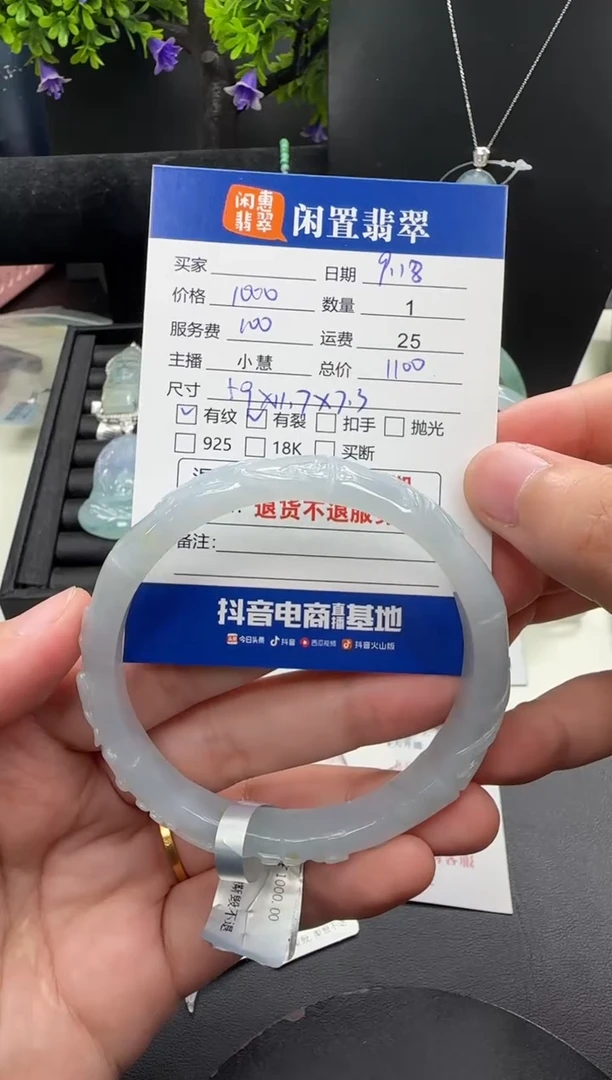 闲惠
翡翠
闲置翡翠
买家 日期 9.18
价格 1000 数量 1
服务费 100 运费 25
主播 小慧 总价 1100
尺寸 59×11.7×7.3
有纹 有裂 扣手 抛光
925 18K 买断
退货不退服务
备注:
抖音电商直播基地
今日头条 抖音 西瓜视频 抖音火山版
¥1000.00